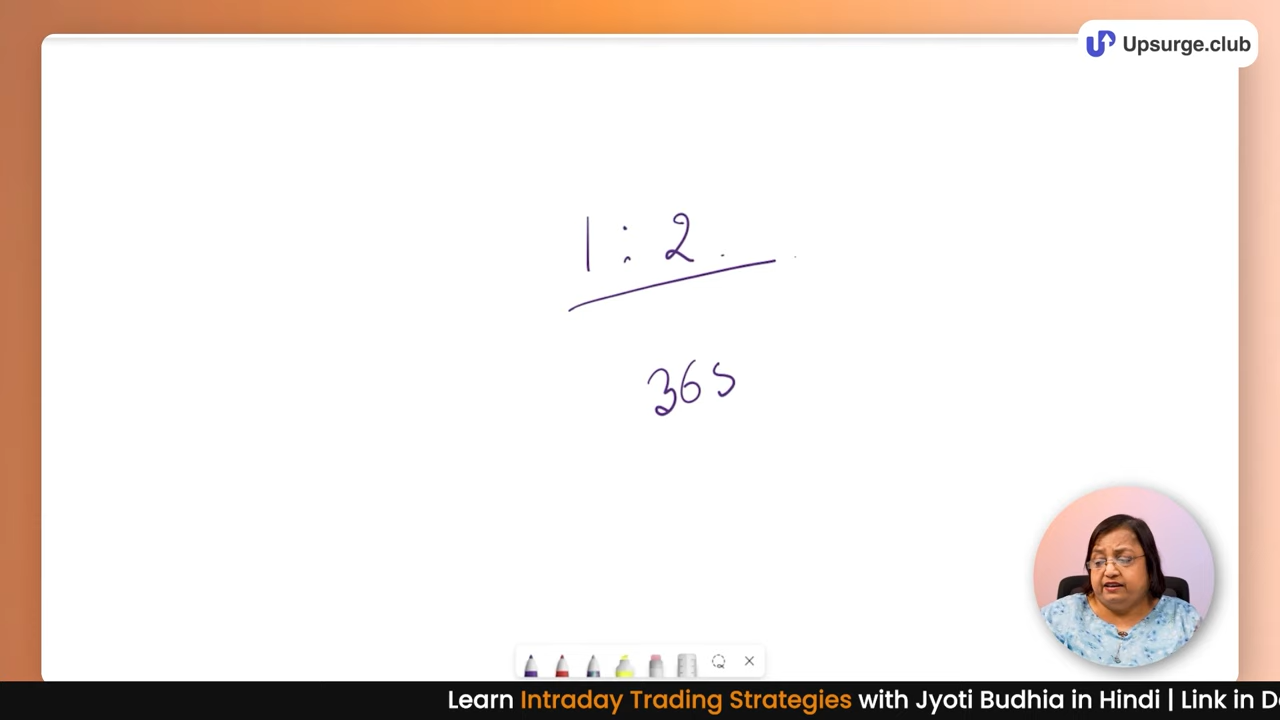 Upsurge.club
1 : 2 .
365
Learn Intraday Trading Strategies with Jyoti Budhia in Hindi | Link in D